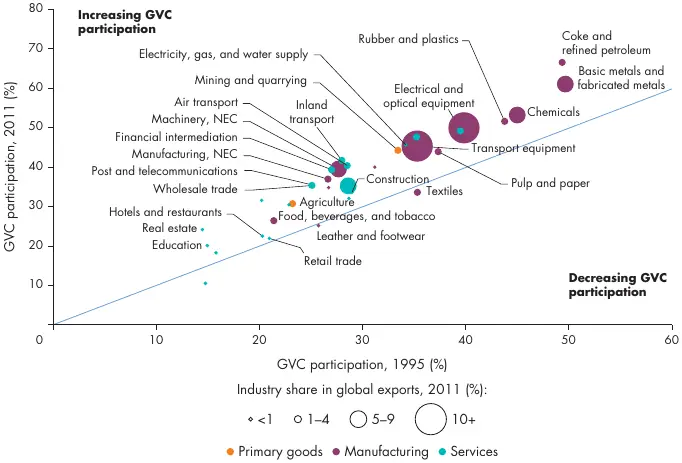 80
Increasing GVC
participation
70
Rubber and plastics
Coke and
refined petroleum
Electricity, gas, and water supply
60
Mining and quarrying
Electrical and
optical equipment
Basic metals and
fabricated metals
Air transport
Inland
transport
Machinery, NEC
Chemicals
50
Financial intermediation
Transport equipment
Manufacturing, NEC
40
Post and telecommunications
Construction
Pulp and paper
Wholesale trade
Textiles
30
Agriculture
Hotels and restaurants
Food, beverages, and tobacco
Real estate
Leather and footwear
20
Education
Retail trade
10
Decreasing GVC
participation
GVC participation, 2011 (%)
0 10 20 30 40 50 60
GVC participation, 1995 (%)
Industry share in global exports, 2011 (%):
<1 1–4 5–9 10+
Primary goods Manufacturing Services